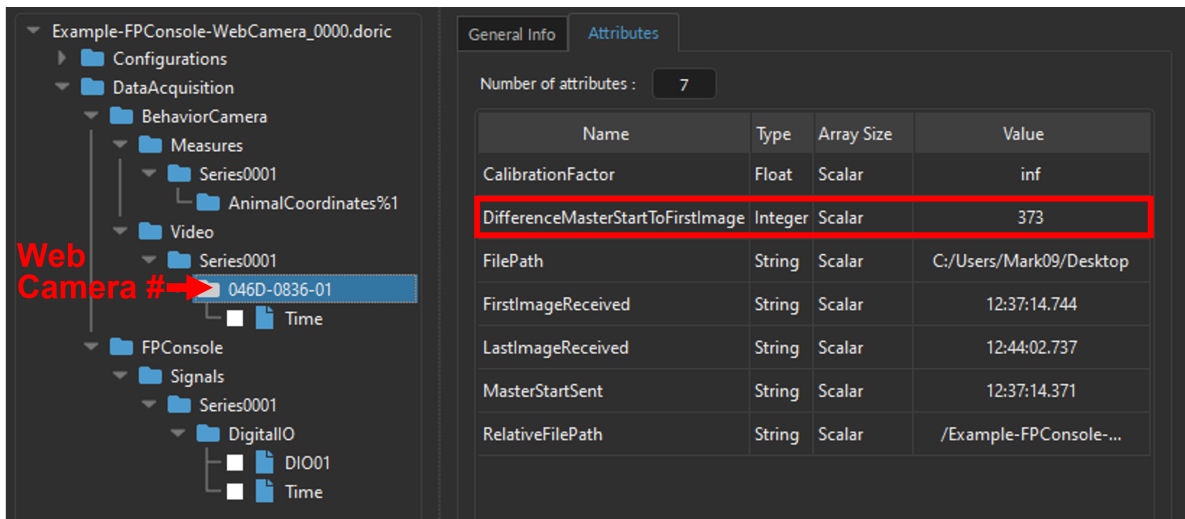 Example-FPConsole-WebCamera_0000.doric
Configurations
DataAcquisition
BehaviorCamera
Measures
Series0001
AnimalCoordinates%1
Video
Web
Series0001
Camera #
046D-0836-01
Time
FPConsole
Signals
Series0001
DigitalIO
DIO01
Time
General Info Attributes
Number of attributes : 7
Name Type Array Size Value
CalibrationFactor Float Scalar inf
DifferenceMasterStartToFirstImage Integer Scalar 373
FilePath String Scalar C:/Users/Mark09/Desktop
FirstImageReceived String Scalar 12:37:14.744
LastImageReceived String Scalar 12:44:02.737
MasterStartSent String Scalar 12:37:14.371
RelativeFilePath String Scalar /Example-FPConsole-...